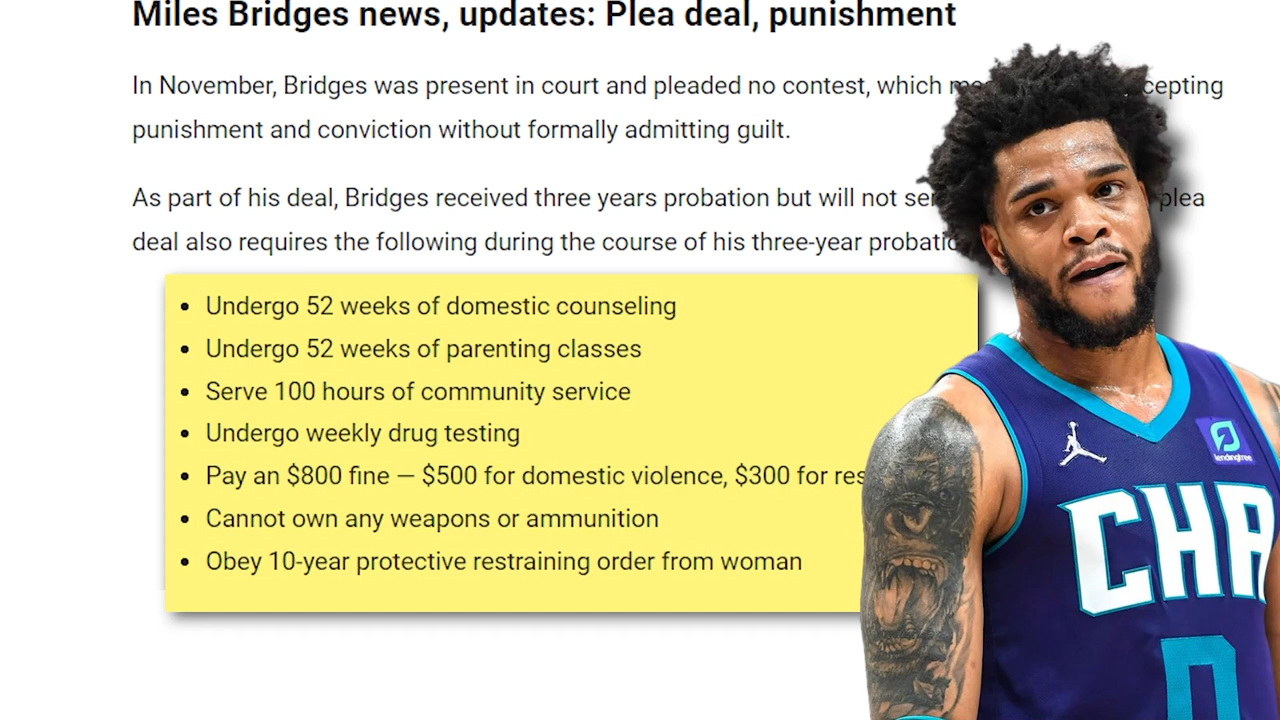 Miles Bridges news, updates: Plea deal, punishment
In November, Bridges was present in court and pleaded no contest, which
punishment and conviction without formally admitting guilt.
As part of his deal, Bridges received three years probation but will not plea
deal also requires the following during the course of his three-year
• Undergo 52 weeks of domestic counseling
• Undergo 52 weeks of parenting classes
• Serve 100 hours of community service
• Undergo weekly drug testing
• Pay an $800 fine — $500 for domestic violence, $300 for
• Cannot own any weapons or ammunition
• Obey 10-year protective restraining order from woman
lendingtree
CHA
0